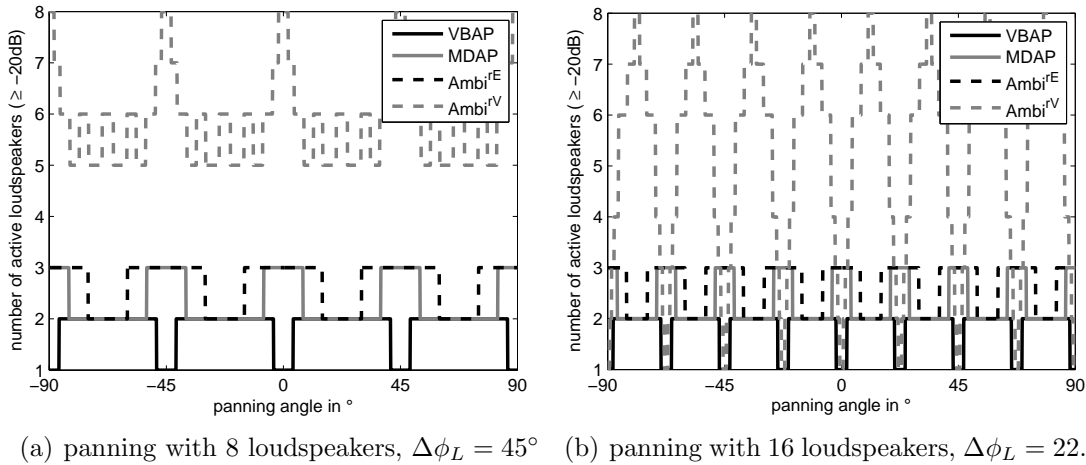 number of active loudspeakers (≥ −20dB)
8
7
6
5
4
3
2
1
−90
−45
0
45
90
panning angle in °
VBAP
MDAP
Ambi^rE
Ambi^rV
(a) panning with 8 loudspeakers, Δϕ_L = 45°
number of active loudspeakers (≥ −20dB)
8
7
6
5
4
3
2
1
−90
−45
0
45
90
panning angle in °
VBAP
MDAP
Ambi^rE
Ambi^rV
(b) panning with 16 loudspeakers, Δϕ_L = 22.